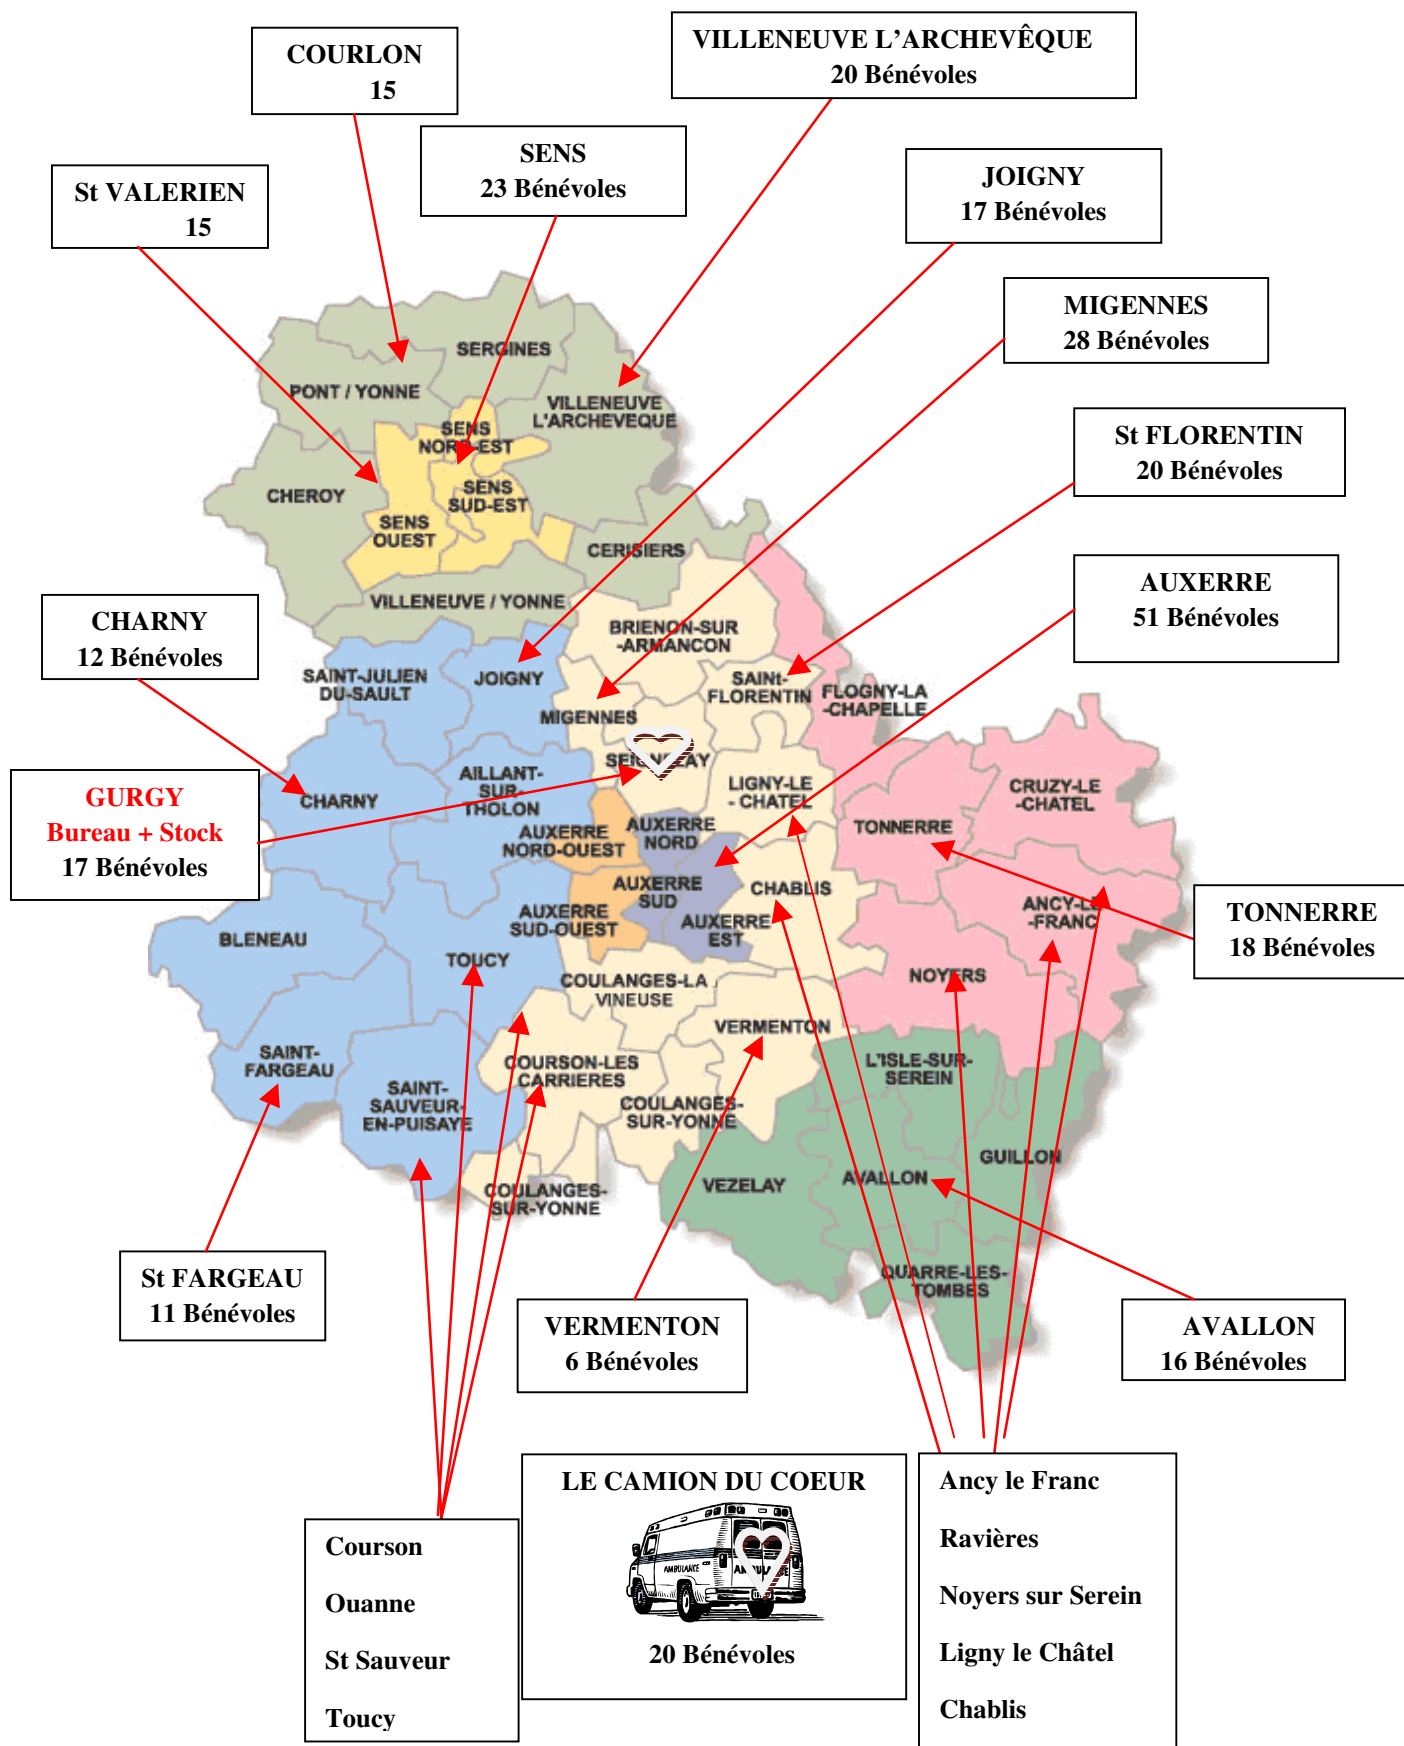 VILLENEUVE L'ARCHEVÊQUE
20 Bénévoles
COURLON
15
SENS
23 Bénévoles
JOIGNY
17 Bénévoles
St VALERIEN
15
MIGENNES
28 Bénévoles
St FLORENTIN
20 Bénévoles
AUXERRE
51 Bénévoles
CHARNY
12 Bénévoles
GURGY
Bureau + Stock
17 Bénévoles
TONNERRE
18 Bénévoles
SERGINES
PONT / YONNE
VILLENEUVE
L'ARCHEVEQUE
SENS
NORD-EST
CHEROY
SENS
SUD-EST
SENS
OUEST
CERISIERS
VILLENEUVE / YONNE
BRIENON-SUR
-ARMANCON
SAINT-JULIEN
DU-SAULT
JOIGNY
SAINt-
FLORENTIN
FLOGNY-LA
-CHAPELLE
MIGENNES
SEIGNELAY
AILLANT-
SUR-
THOLON
LIGNY-LE
-CHATEL
CRUZY-LE
-CHATEL
CHARNY
AUXERRE
NORD-OUEST
AUXERRE
NORD
TONNERRE
AUXERRE
SUD
CHABLIS
ANCY-LE
-FRANC
AUXERRE
SUD-OUEST
AUXERRE
EST
BLENEAU
TOUCY
COULANGES-LA
VINEUSE
NOYERS
VERMENTON
SAINT-
FARGEAU
COURSON-LES
CARRIERES
L'ISLE-SUR-
SEREIN
SAINT-
SAUVEUR-
EN-PUISAYE
COULANGES-
SUR-YONNE
GUILLON
VEZELAY
AVALLON
COULANGES-
SUR-YONNE
QUARRE-LES-
TOMBES
St FARGEAU
11 Bénévoles
VERMENTON
6 Bénévoles
AVALLON
16 Bénévoles
Courson
Ouanne
St Sauveur
Toucy
LE CAMION DU COEUR
AMBULANCE
AMBULANCE
20 Bénévoles
Ancy le Franc
Ravières
Noyers sur Serein
Ligny le Châtel
Chablis